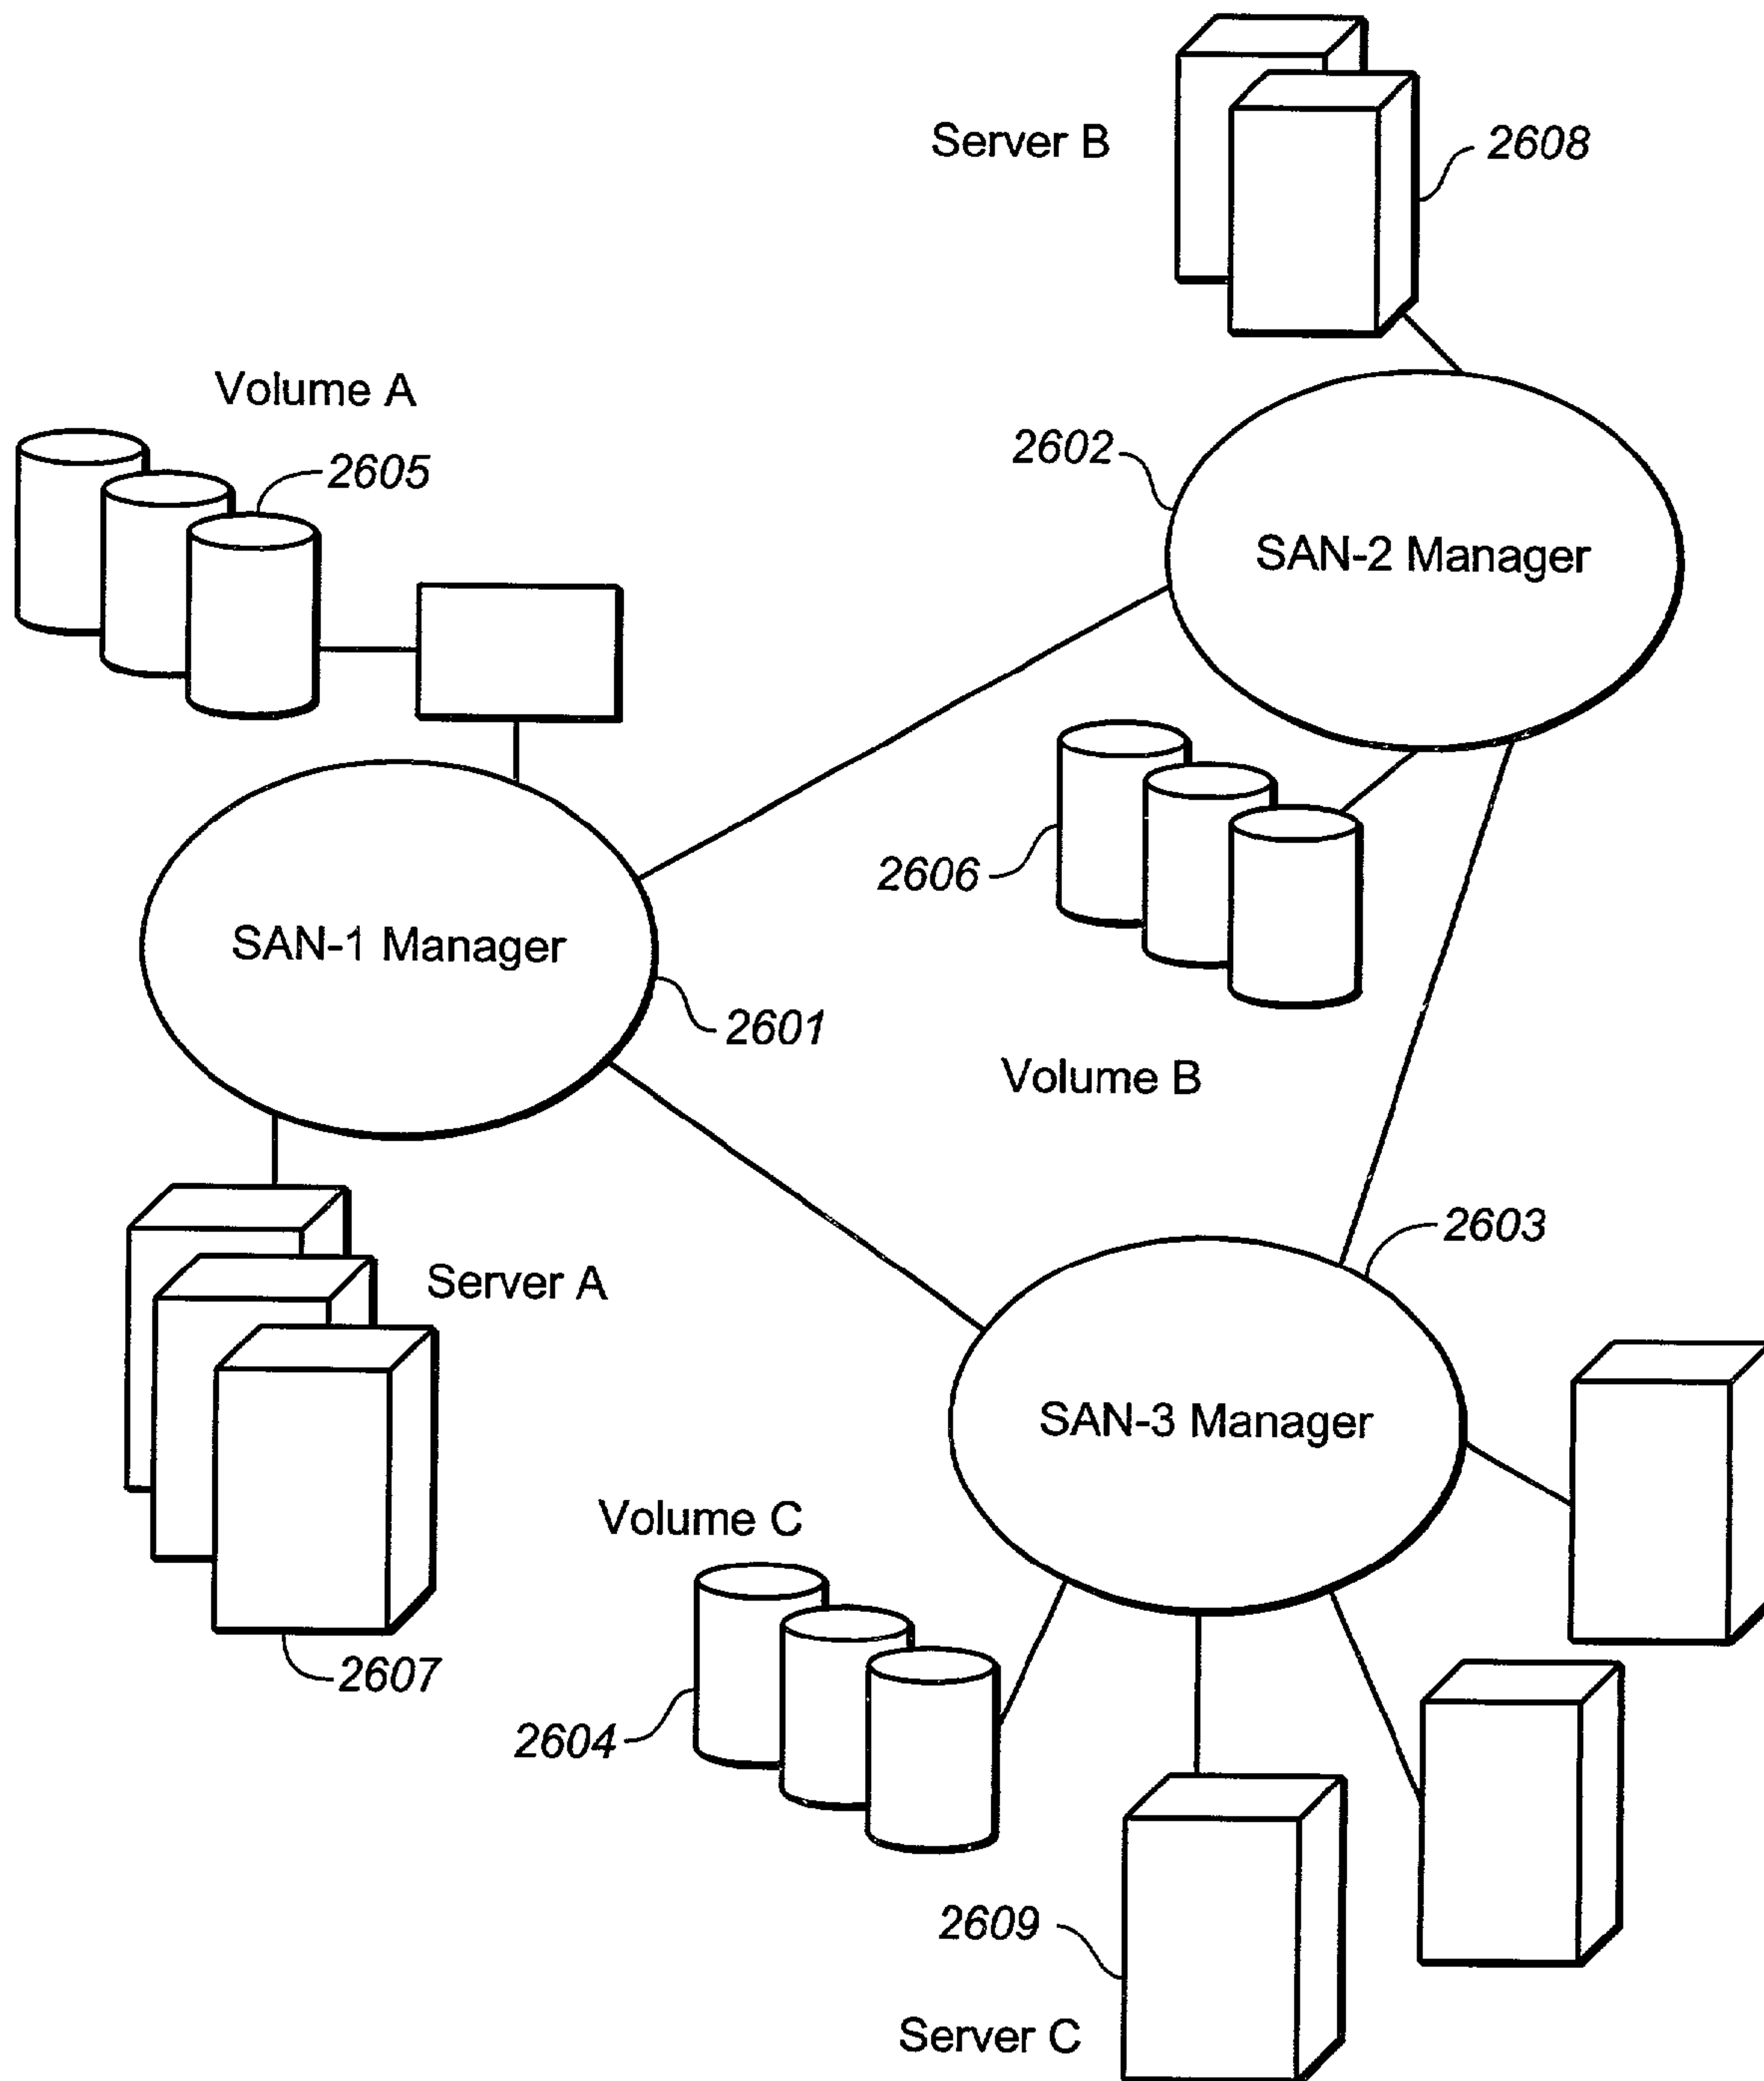 Server B
2608
Volume A
2605
2602
SAN-2 Manager
2606
SAN-1 Manager
2601
Volume B
2603
Server A
SAN-3 Manager
Volume C
2607
2604
2609
Server C